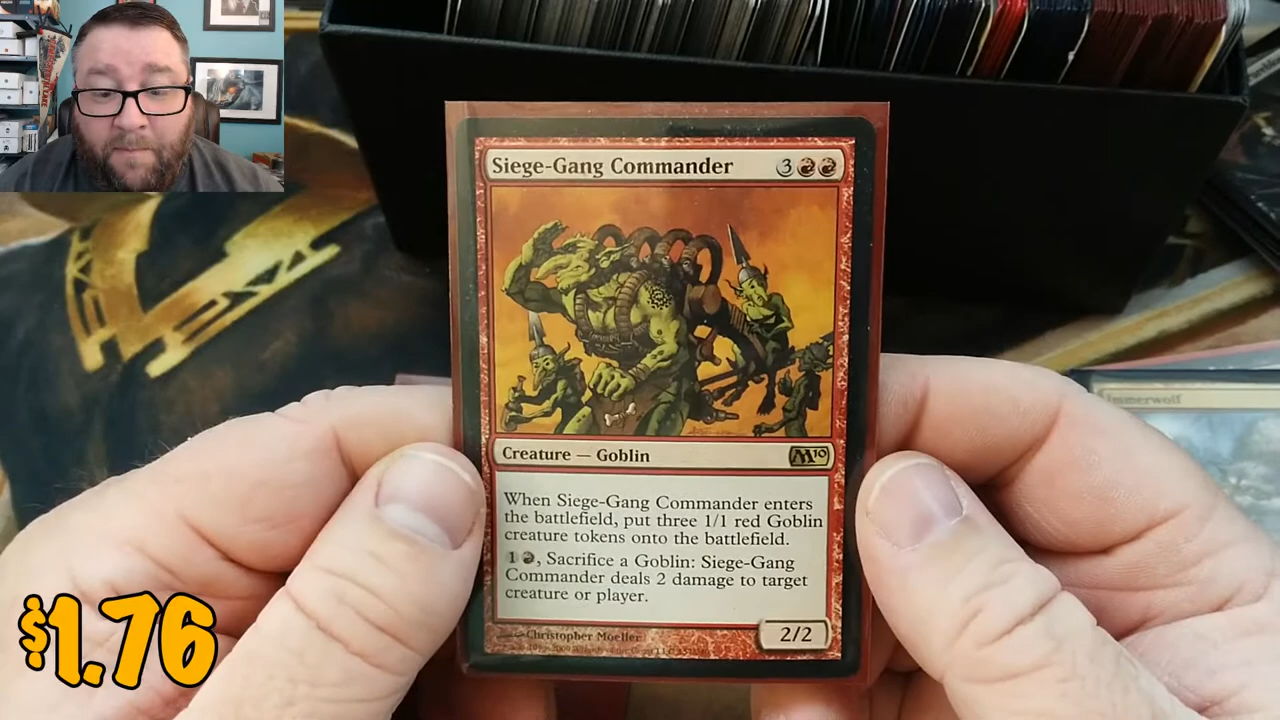 Siege-Gang Commander 3
Creature — Goblin M10
When Siege-Gang Commander enters
the battlefield, put three 1/1 red Goblin
creature tokens onto the battlefield.
1 , Sacrifice a Goblin: Siege-Gang
Commander deals 2 damage to target
creature or player.
Christopher Moeller
2/2
Immerwolf
$1.76